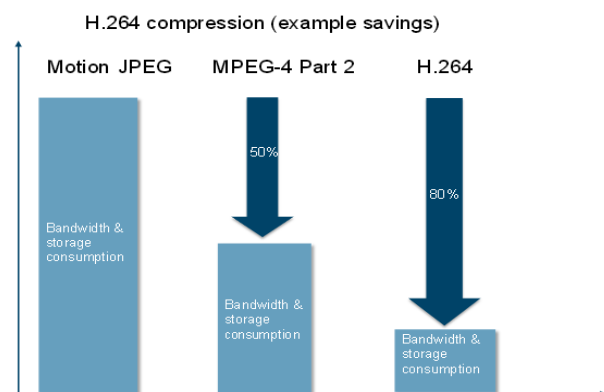 H.264 compression (example savings)
Motion JPEG
MPEG-4 Part 2
H.264
50%
80%
Bandwidth &
storage
consumption
Bandwidth &
storage
consumption
Bandwidth &
storage
consumption